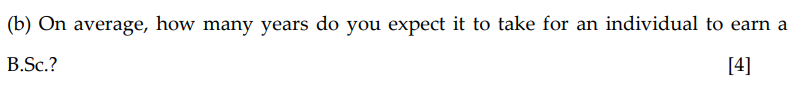 (b) On average, how many years do you expect it to take for an individual to earn a
B.Sc.? [4]